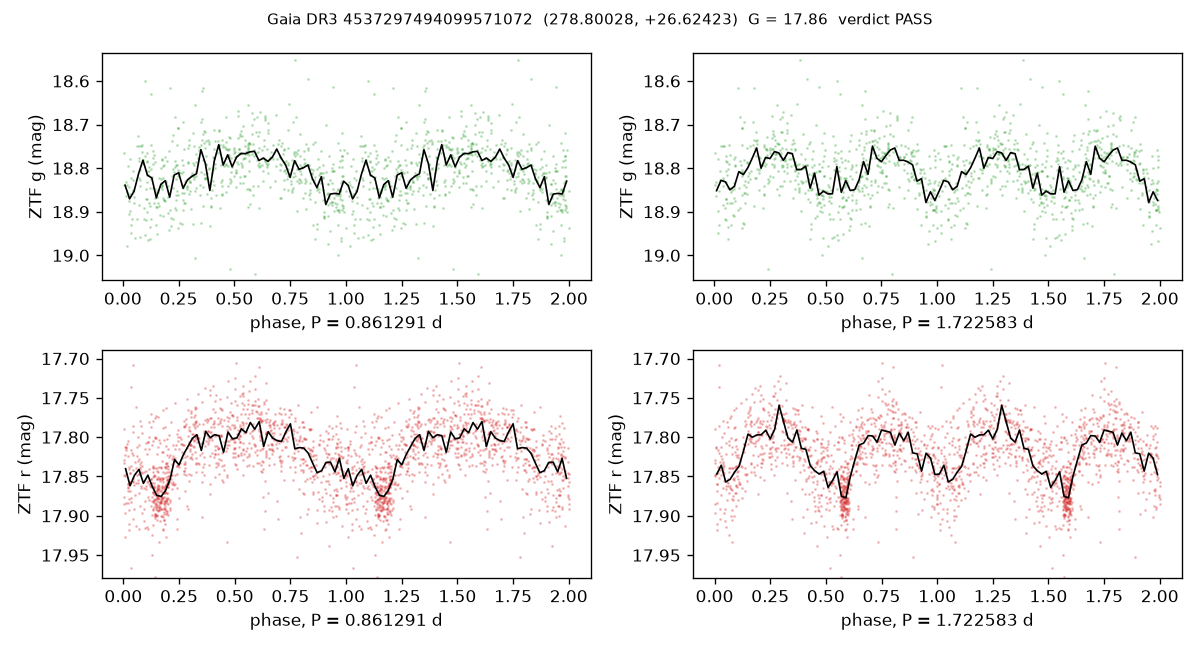 Gaia DR3 4537297494099571072  (278.80028, +26.62423)  G = 17.86  verdict PASS
ZTF g (mag)
18.6
18.7
18.8
18.9
19.0
0.00 0.25 0.50 0.75 1.00 1.25 1.50 1.75 2.00
phase, P = 0.861291 d
ZTF g (mag)
18.6
18.7
18.8
18.9
19.0
0.00 0.25 0.50 0.75 1.00 1.25 1.50 1.75 2.00
phase, P = 1.722583 d
ZTF r (mag)
17.70
17.75
17.80
17.85
17.90
17.95
0.00 0.25 0.50 0.75 1.00 1.25 1.50 1.75 2.00
phase, P = 0.861291 d
ZTF r (mag)
17.70
17.75
17.80
17.85
17.90
17.95
0.00 0.25 0.50 0.75 1.00 1.25 1.50 1.75 2.00
phase, P = 1.722583 d